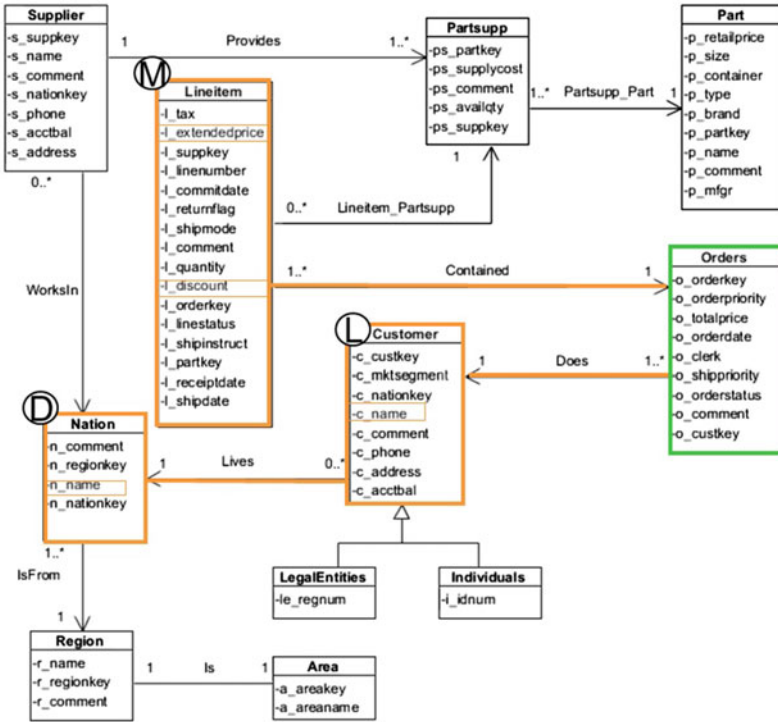 Supplier
-s_suppkey
-s_name
-s_comment
-s_nationkey
-s_phone
-s_acctbal
-s_address
1
Provides
1..*
Partsupp
-ps_partkey
-ps_supplycost
-ps_comment
-ps_availqty
-ps_suppkey
1..*
Partsupp_Part
1
Part
-p_retailprice
-p_size
-p_container
-p_type
-p_brand
-p_partkey
-p_name
-p_comment
-p_mfgr
M
Lineitem
-l_tax
-l_extendedprice
-l_suppkey
-l_linenumber
-l_commitdate
-l_returnflag
-l_shipmode
-l_comment
-l_quantity
-l_discount
-l_orderkey
-l_linestatus
-l_shipinstruct
-l_partkey
-l_receiptdate
-l_shipdate
0..*
Lineitem_Partsupp
1
1..*
Contained
1
Orders
-o_orderkey
-o_orderpriority
-o_totalprice
-o_orderdate
-o_clerk
-o_shippriority
-o_orderstatus
-o_comment
-o_custkey
0..*
WorksIn
L
Customer
-c_custkey
-c_mktsegment
-c_nationkey
-c_name
-c_comment
-c_phone
-c_address
-c_acctbal
1
Does
1..*
D
Nation
-n_comment
-n_regionkey
-n_name
-n_nationkey
1
Lives
0..*
1..*
IsFrom
1
LegalEntities
-le_regnum
Individuals
-i_idnum
Region
-r_name
-r_regionkey
-r_comment
1
Is
1
Area
-a_areakey
-a_areaname